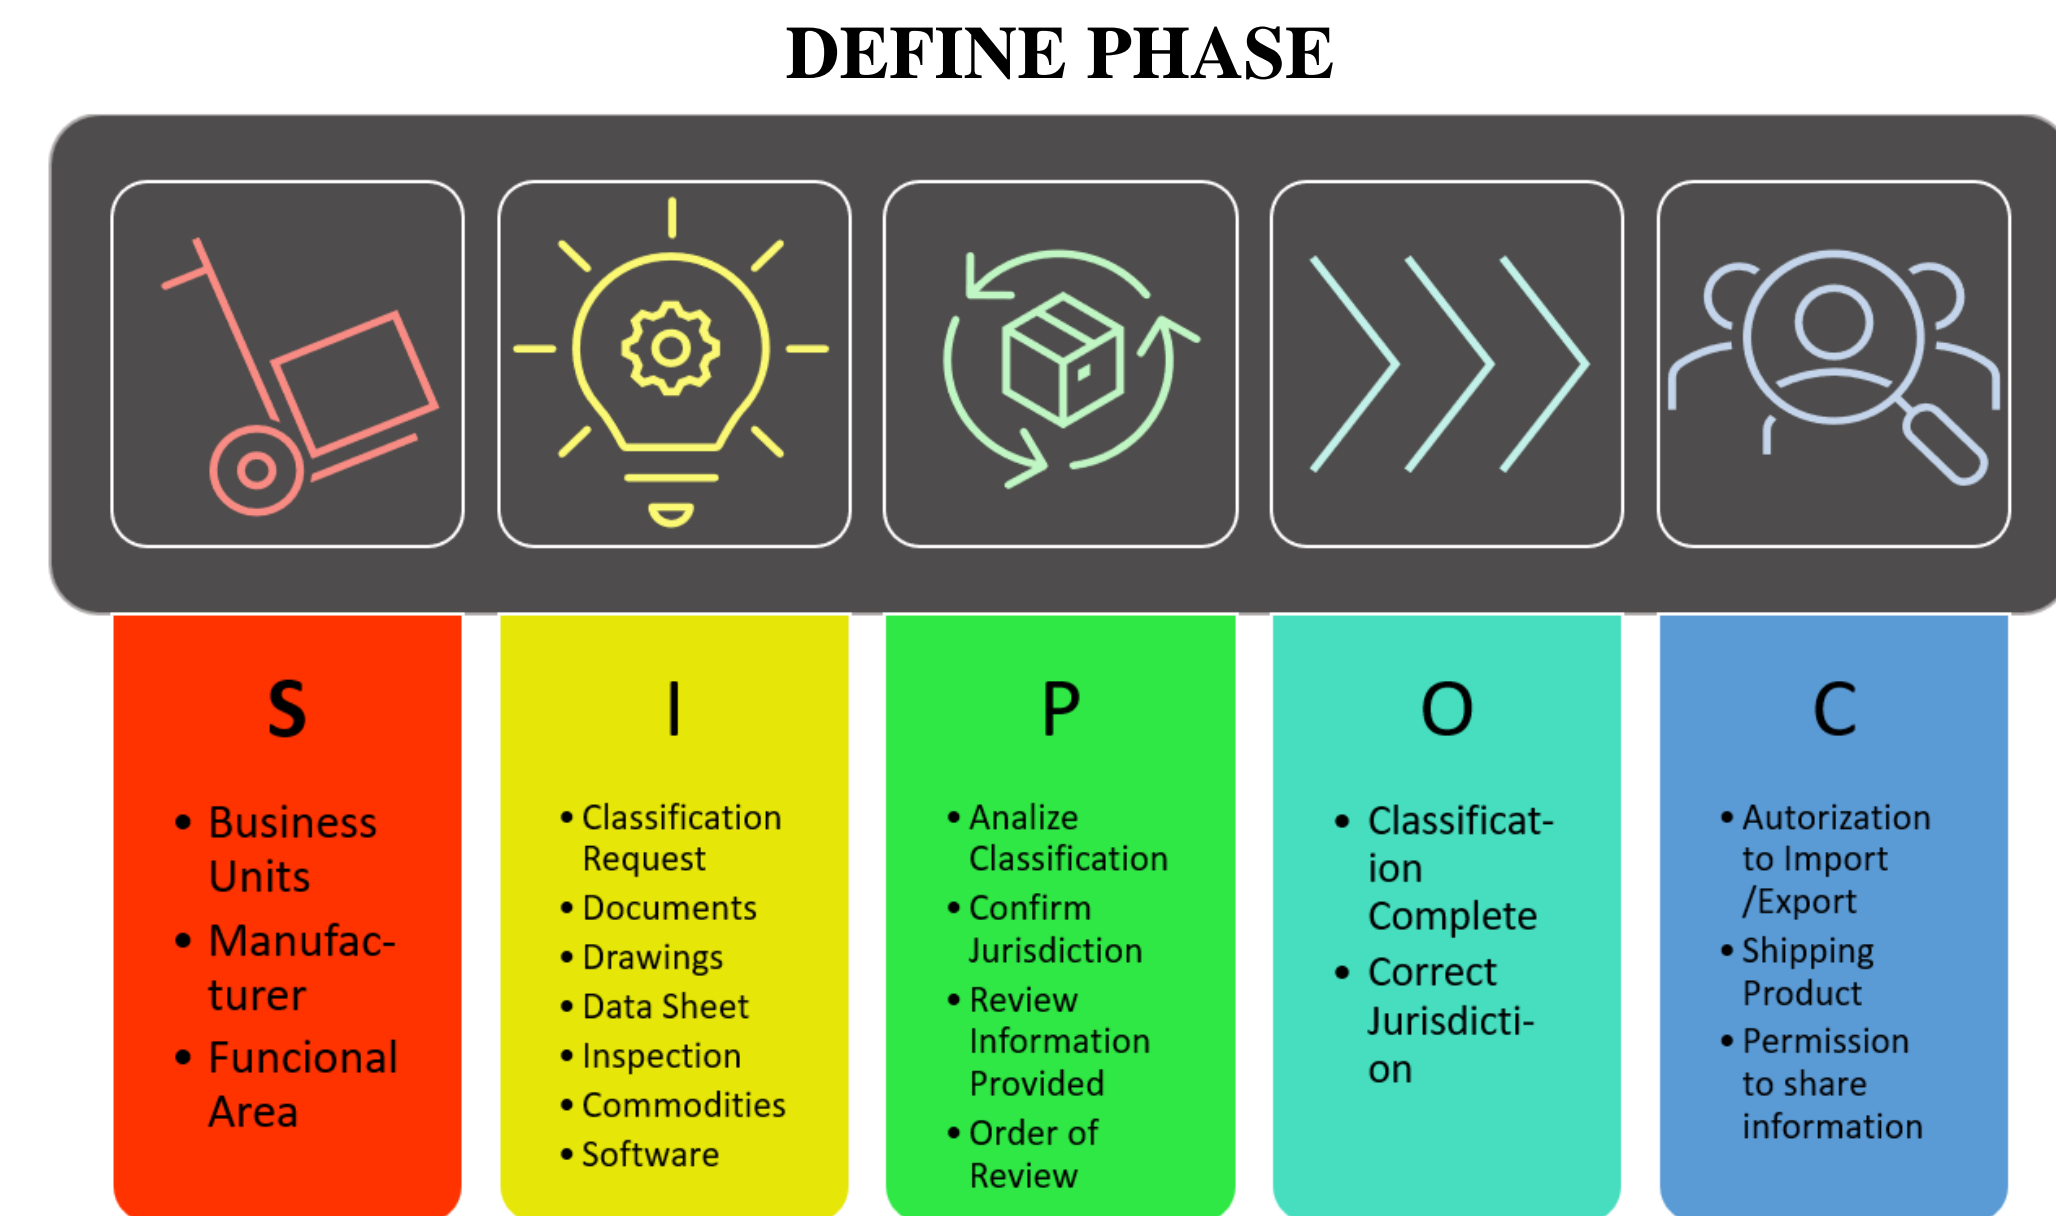 DEFINE PHASE
S
• Business
Units
• Manufac-
turer
• Funcional
Area
I
• Classification
Request
• Documents
• Drawings
• Data Sheet
• Inspection
• Commodities
• Software
P
• Analize
Classification
• Confirm
Jurisdiction
• Review
Information
Provided
• Order of
Review
O
• Classificat-
ion
Complete
• Correct
Jurisdicti-
on
C
• Autorization
to Import
/Export
• Shipping
Product
• Permission
to share
information